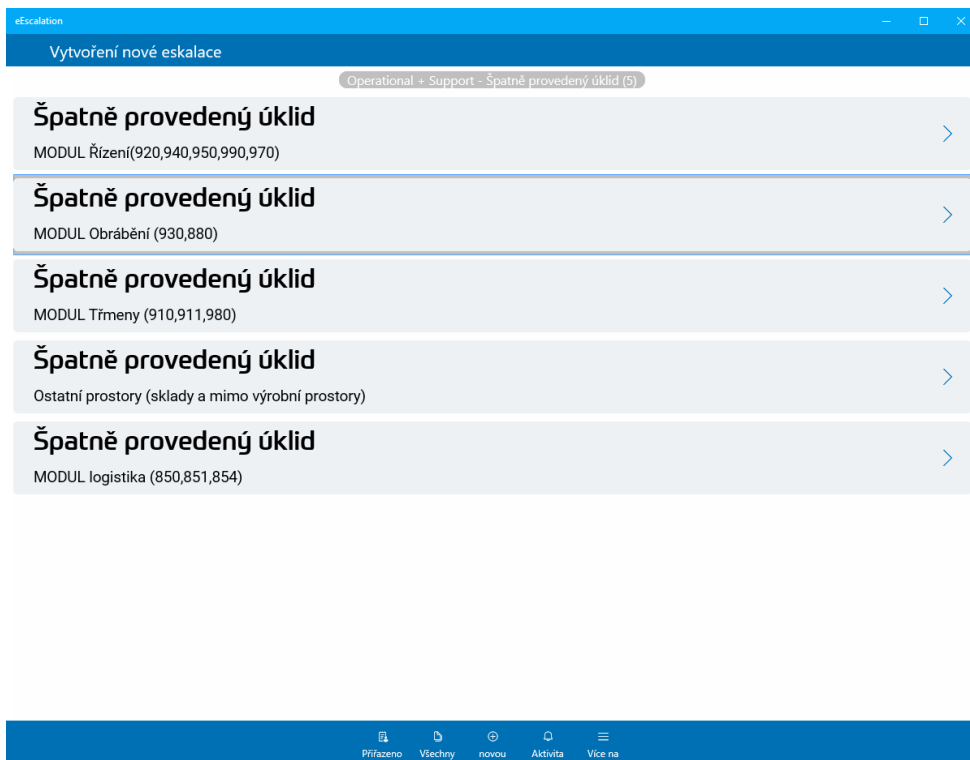 eEscalation
Vytvoření nové eskalace
Operational + Support - Špatně provedený úklid (5)
Špatně provedený úklid
MODUL Řízení(920,940,950,990,970)
Špatně provedený úklid
MODUL Obrábění (930,880)
Špatně provedený úklid
MODUL Třmeny (910,911,980)
Špatně provedený úklid
Ostatní prostory (sklady a mimo výrobní prostory)
Špatně provedený úklid
MODUL logistika (850,851,854)
Přiřazeno Všechny novou Aktivita Více na